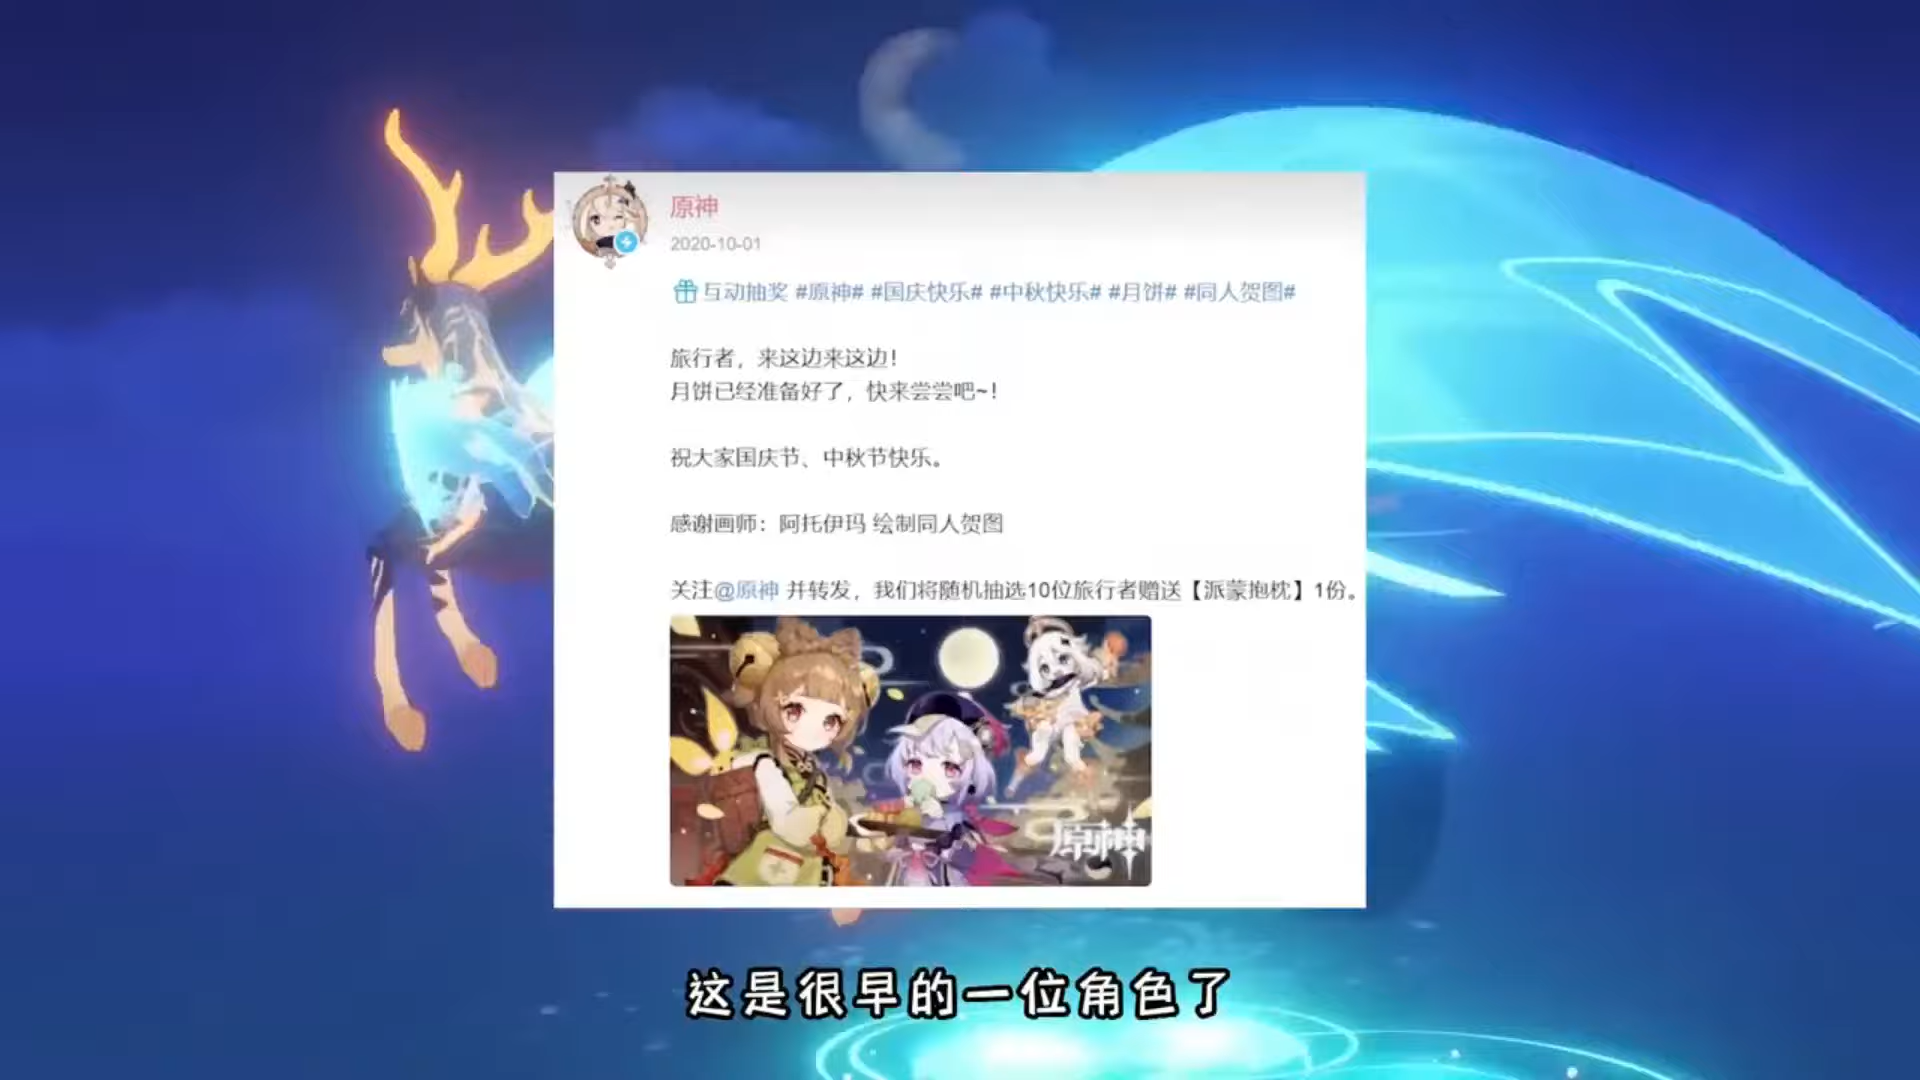 原神
2020-10-01
互动抽奖 #原神# #国庆快乐# #中秋快乐# #月饼# #同人贺图#
旅行者，来这边来这边！
月饼已经准备好了，快来尝尝吧~！
祝大家国庆节、中秋节快乐。
感谢画师：阿托伊玛 绘制同人贺图
关注@原神 并转发，我们将随机抽选10位旅行者赠送【派蒙抱枕】1份。
原神
这是很早的一位角色了